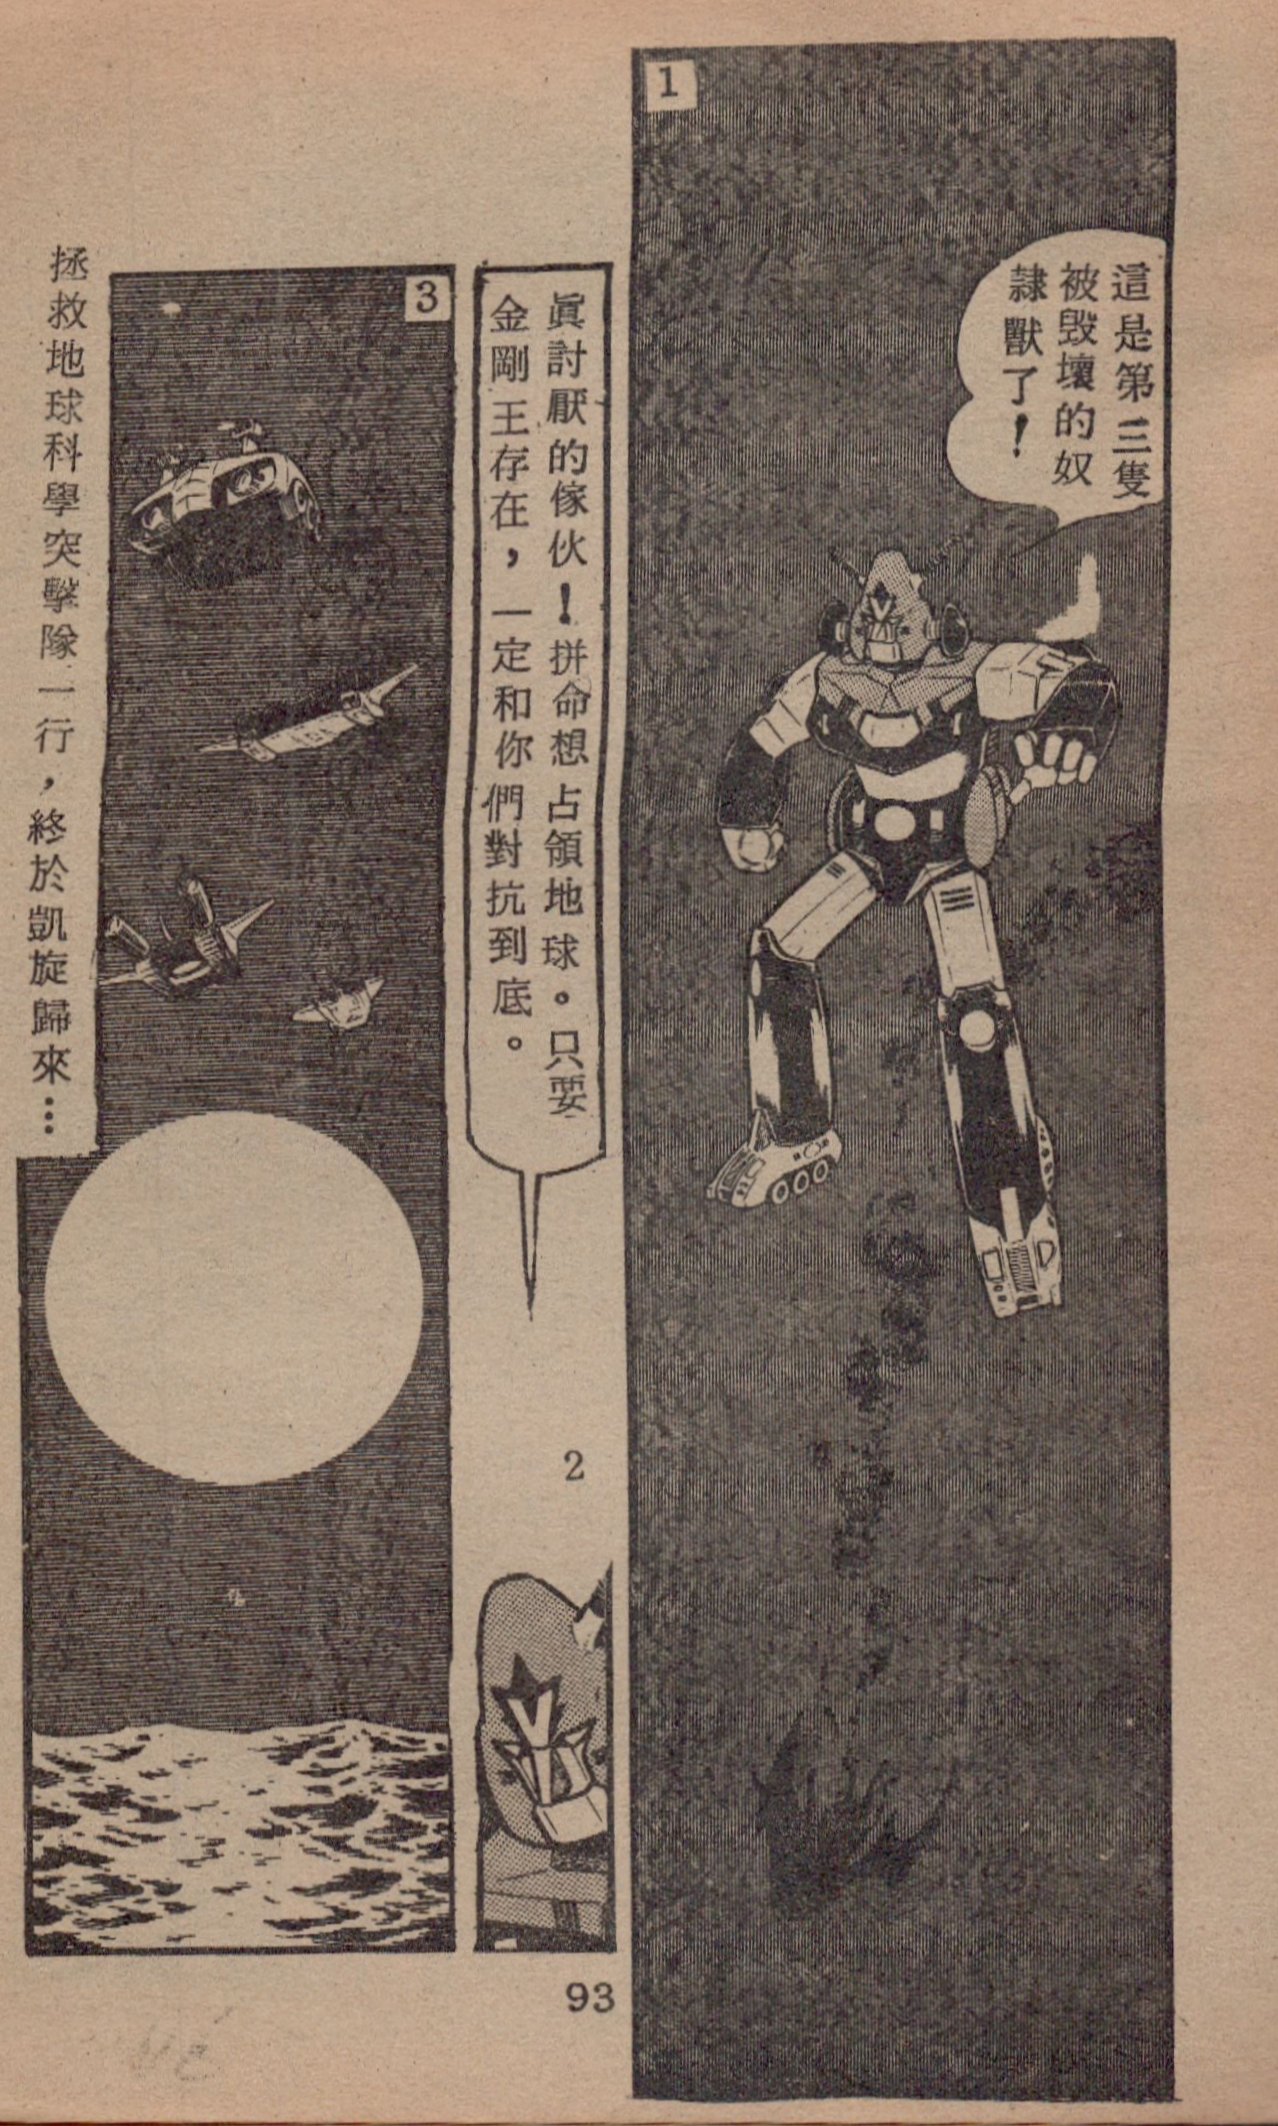 1
這是第三隻
被毀壞的奴
隷獸了!
2
眞討厭的傢伙!拼命想占領地球。只要
金剛王存在,一定和你們對抗到底。
3
拯救地球科學突擊隊一行,終於凱旋歸來…
93